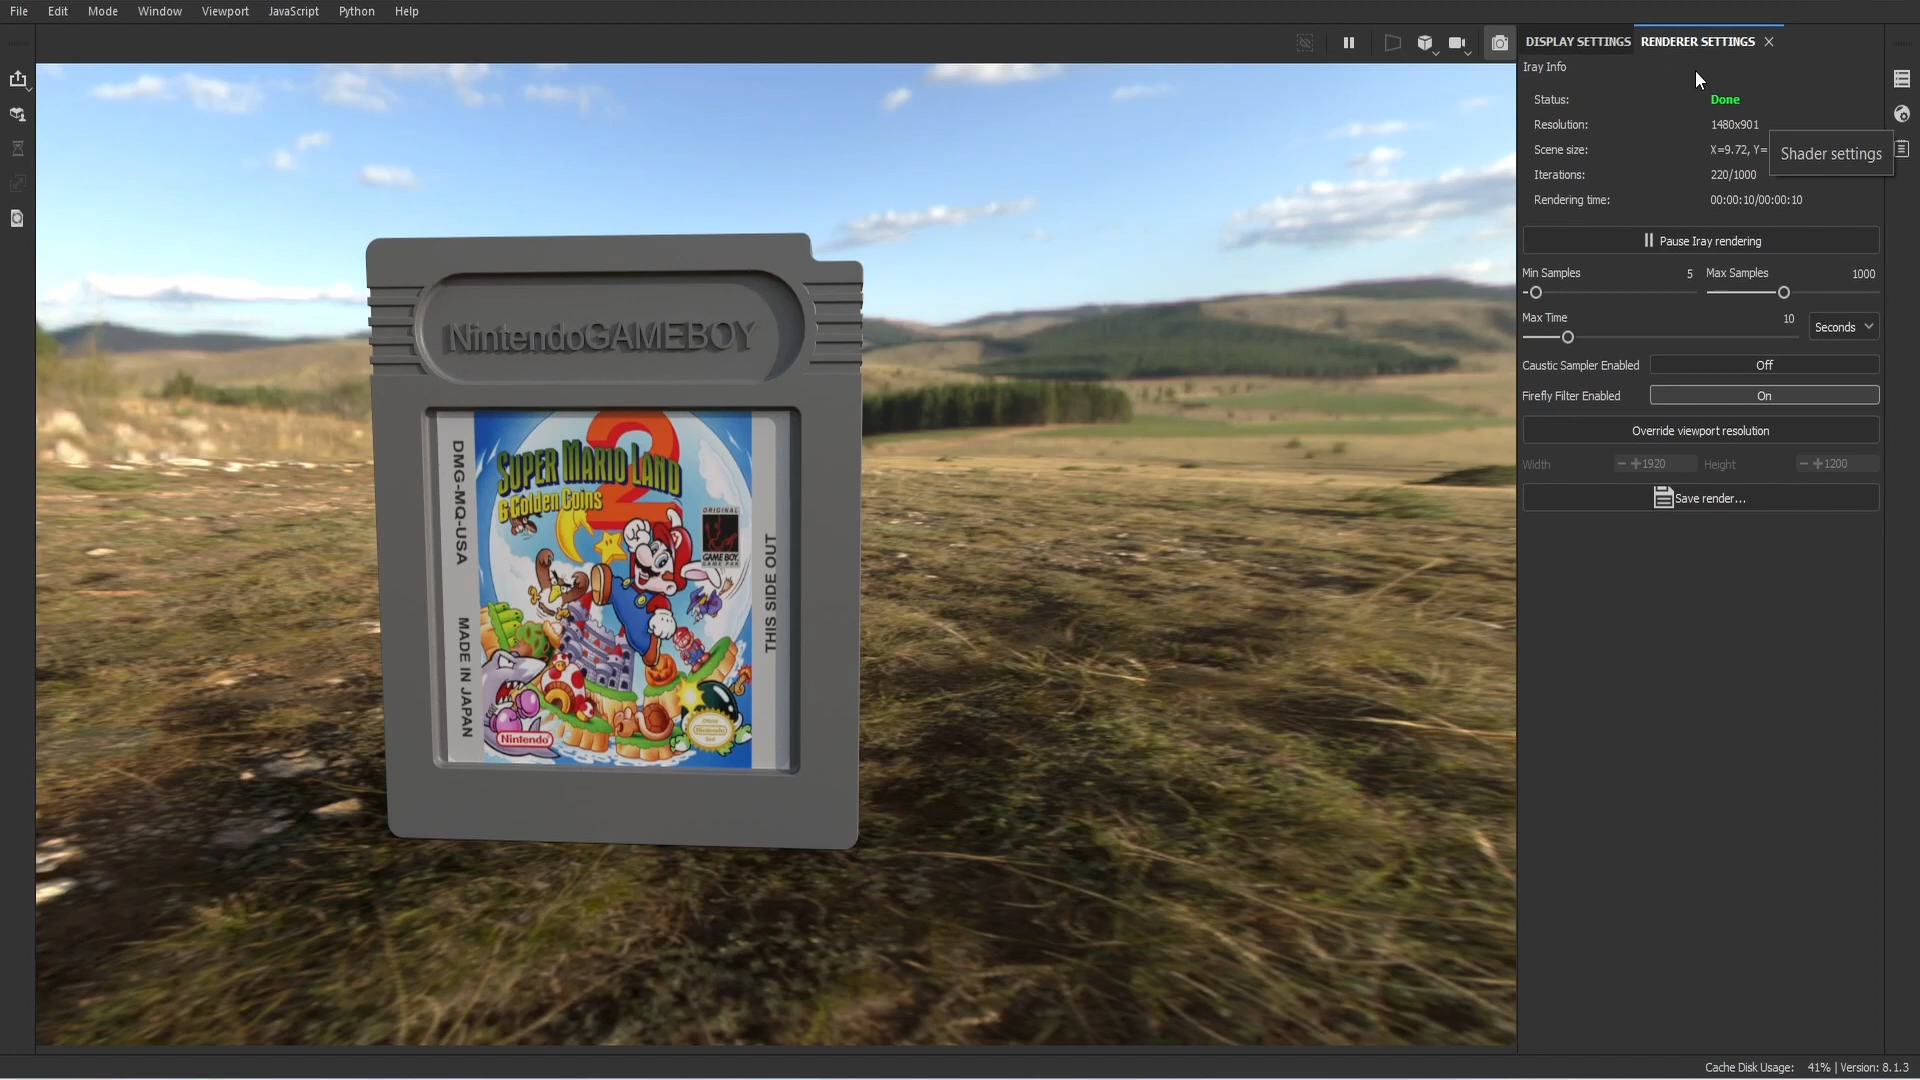 File Edit Mode Window Viewport JavaScript Python Help
DISPLAY SETTINGS RENDERER SETTINGS
Iray Info
Status: Done
Resolution: 1480x901
Scene size: X=9.72, Y=
Shader settings
Iterations: 220/1000
Rendering time: 00:00:10/00:00:10
Pause Iray rendering
Min Samples 5 Max Samples 1000
Max Time 10 Seconds
Caustic Sampler Enabled Off
Firefly Filter Enabled On
Override viewport resolution
Width 1920 Height 1200
Save render...
Nintendo GAMEBOY
DMG-MQ-USA
MADE IN JAPAN
2
SUPER MARIO LAND
6 Golden Coins
ORIGINAL
GAME BOY
GAME PAK
THIS SIDE OUT
Nintendo
Official
Nintendo
Seal
Cache Disk Usage: 41% | Version: 8.1.3